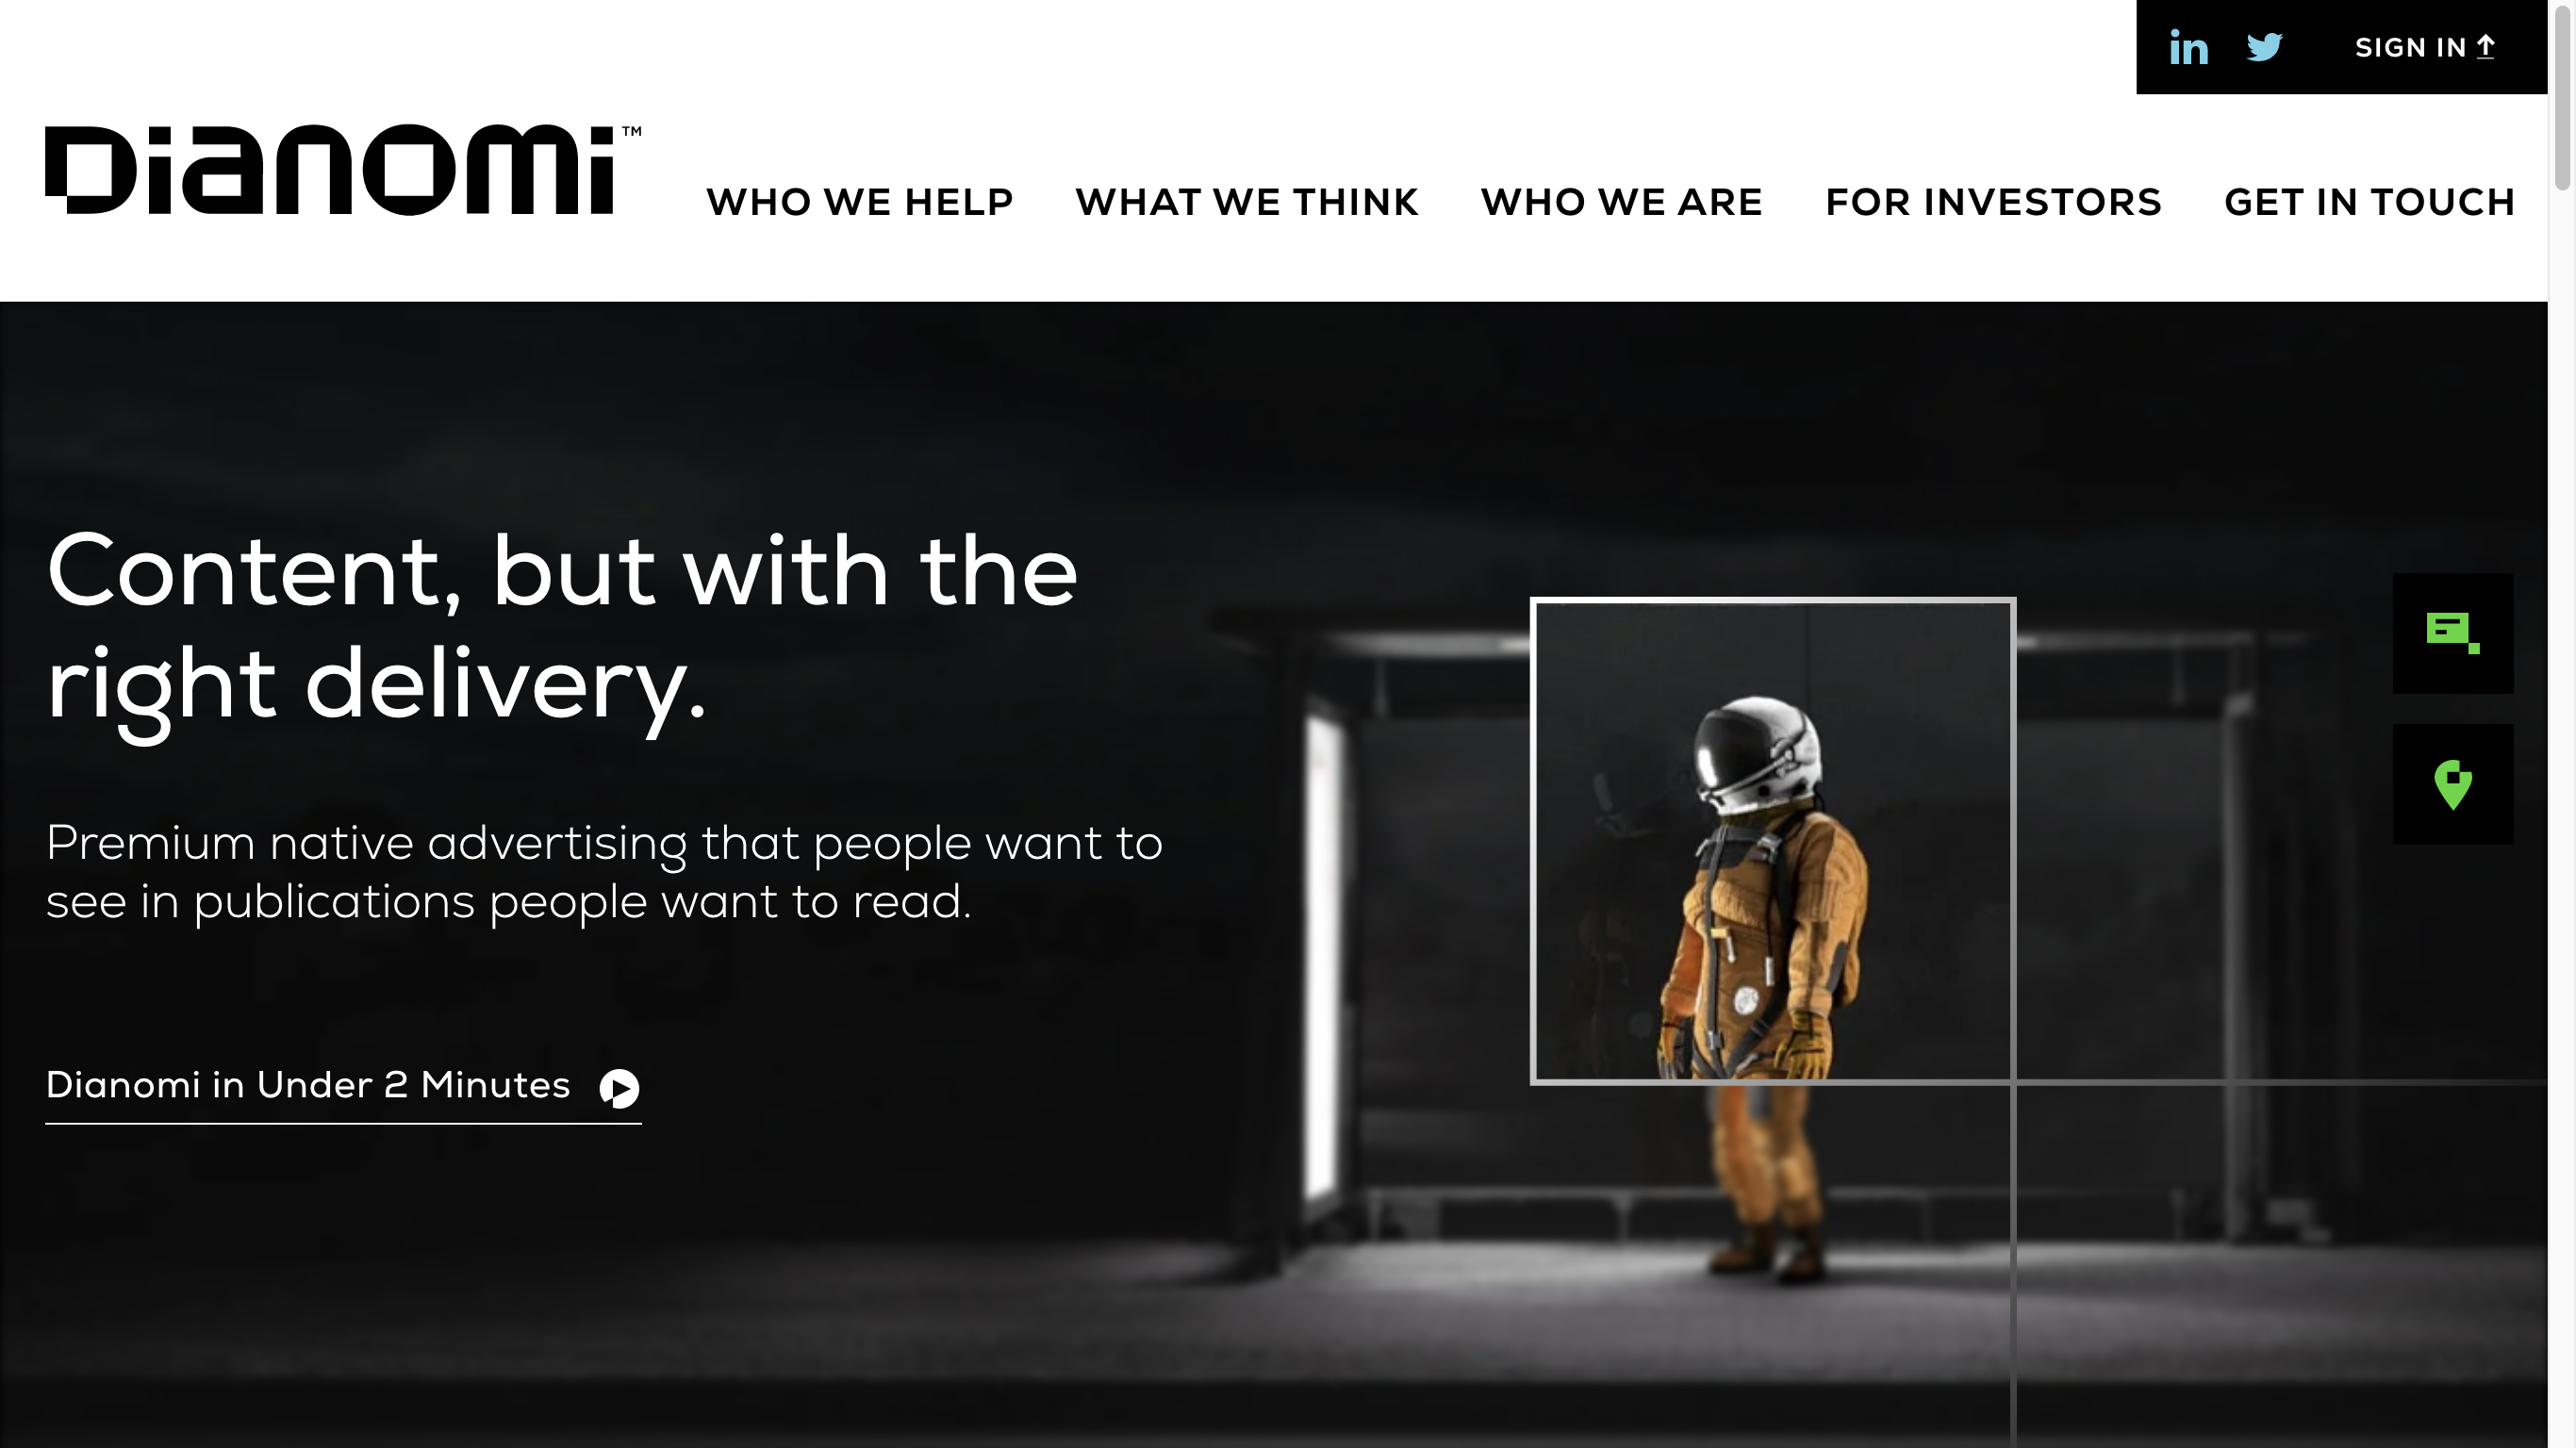 in
SIGN IN
Dianomi™
WHO WE HELP
WHAT WE THINK
WHO WE ARE
FOR INVESTORS
GET IN TOUCH
Content, but with the
right delivery.
Premium native advertising that people want to
see in publications people want to read.
Dianomi in Under 2 Minutes